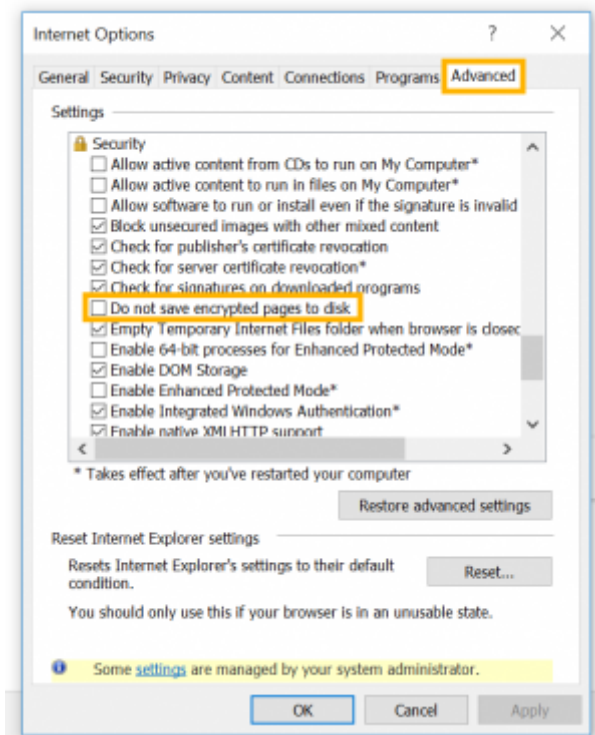 Internet Options ?
General Security Privacy Content Connections Programs Advanced
Settings
Security
Allow active content from CDs to run on My Computer*
Allow active content to run in files on My Computer*
Allow software to run or install even if the signature is invalid
Block unsecured images with other mixed content
Check for publisher's certificate revocation
Check for server certificate revocation*
Check for signatures on downloaded programs
Do not save encrypted pages to disk
Empty Temporary Internet Files folder when browser is closec
Enable 64-bit processes for Enhanced Protected Mode*
Enable DOM Storage
Enable Enhanced Protected Mode*
Enable Integrated Windows Authentication*
Enable native XMLHTTP support
* Takes effect after you've restarted your computer
Restore advanced settings
Reset Internet Explorer settings
Resets Internet Explorer's settings to their default
condition.
Reset...
You should only use this if your browser is in an unusable state.
Some settings are managed by your system administrator.
OK Cancel Apply